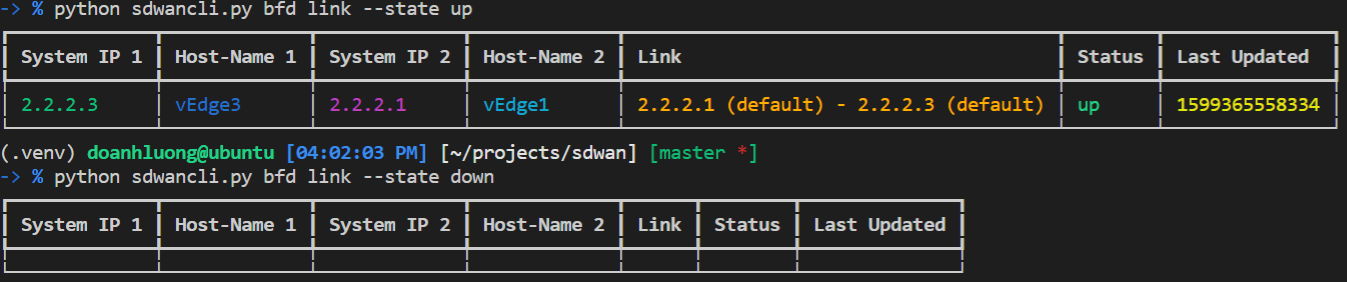 -> % python sdwancli.py bfd link --state up
System IP 1 Host-Name 1 System IP 2 Host-Name 2 Link Status Last Updated
2.2.2.3 vEdge3 2.2.2.1 vEdge1 2.2.2.1 (default) - 2.2.2.3 (default) up 1599365558334
(.venv) doanhluong@ubuntu [04:02:03 PM] [~/projects/sdwan] [master *]
-> % python sdwancli.py bfd link --state down
System IP 1 Host-Name 1 System IP 2 Host-Name 2 Link Status Last Updated